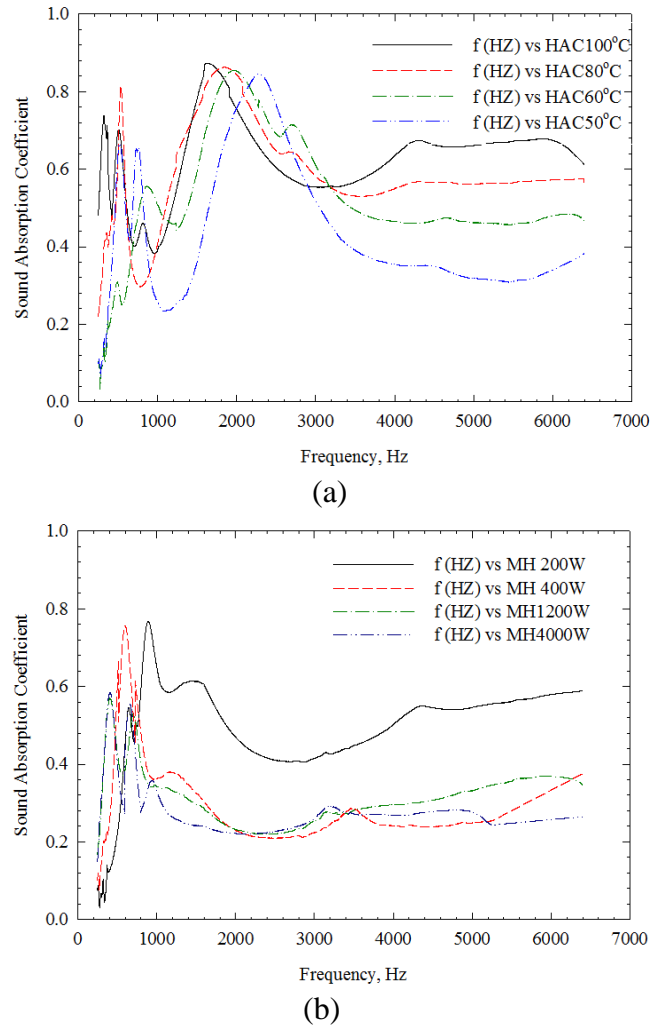 1.0
0.8
0.6
0.4
0.2
0.0
Sound Absorption Coefficient
f (HZ) vs HAC100°C
f (HZ) vs HAC80°C
f (HZ) vs HAC60°C
f (HZ) vs HAC50°C
0 1000 2000 3000 4000 5000 6000 7000
Frequency, Hz
(a)
1.0
0.8
0.6
0.4
0.2
0.0
Sound Absorption Coefficient
f (HZ) vs MH 200W
f (HZ) vs MH 400W
f (HZ) vs MH1200W
f (HZ) vs MH4000W
0 1000 2000 3000 4000 5000 6000 7000
Frequency, Hz
(b)